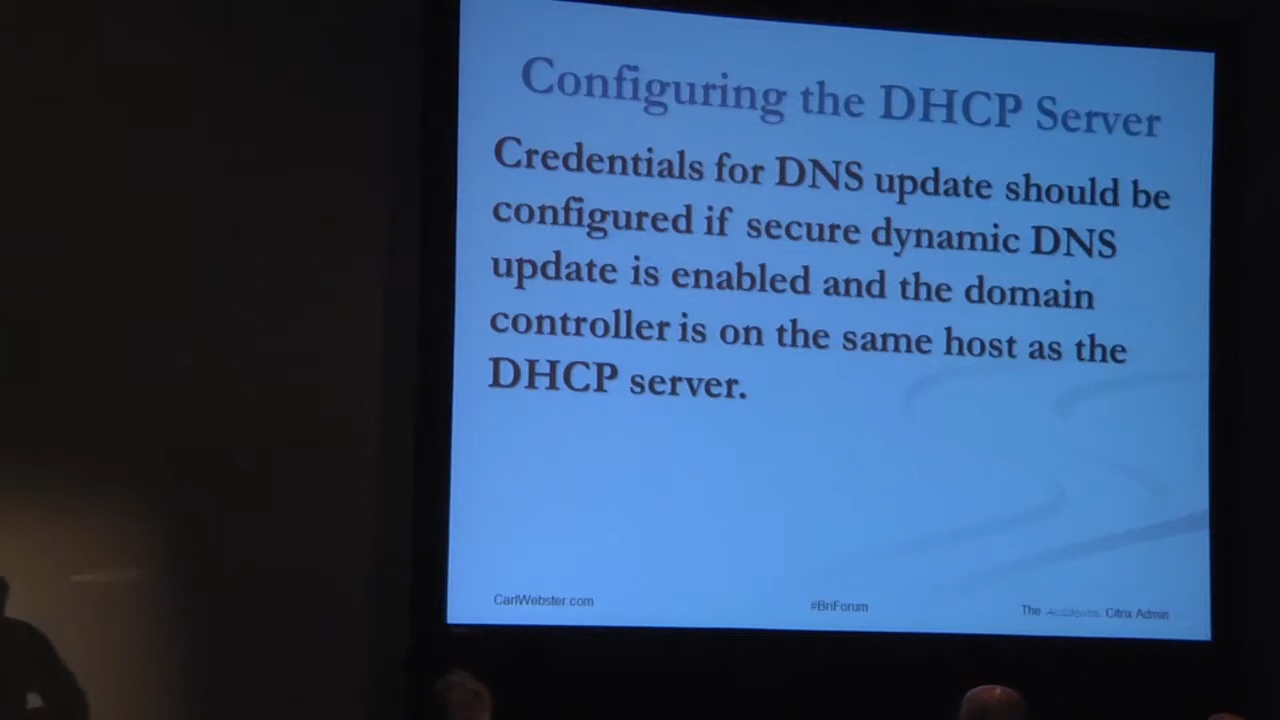 Configuring the DHCP Server
Credentials for DNS update should be
configured if secure dynamic DNS
update is enabled and the domain
controller is on the same host as the
DHCP server.
CarlWebster.com
#BriForum
The Citrix Admin